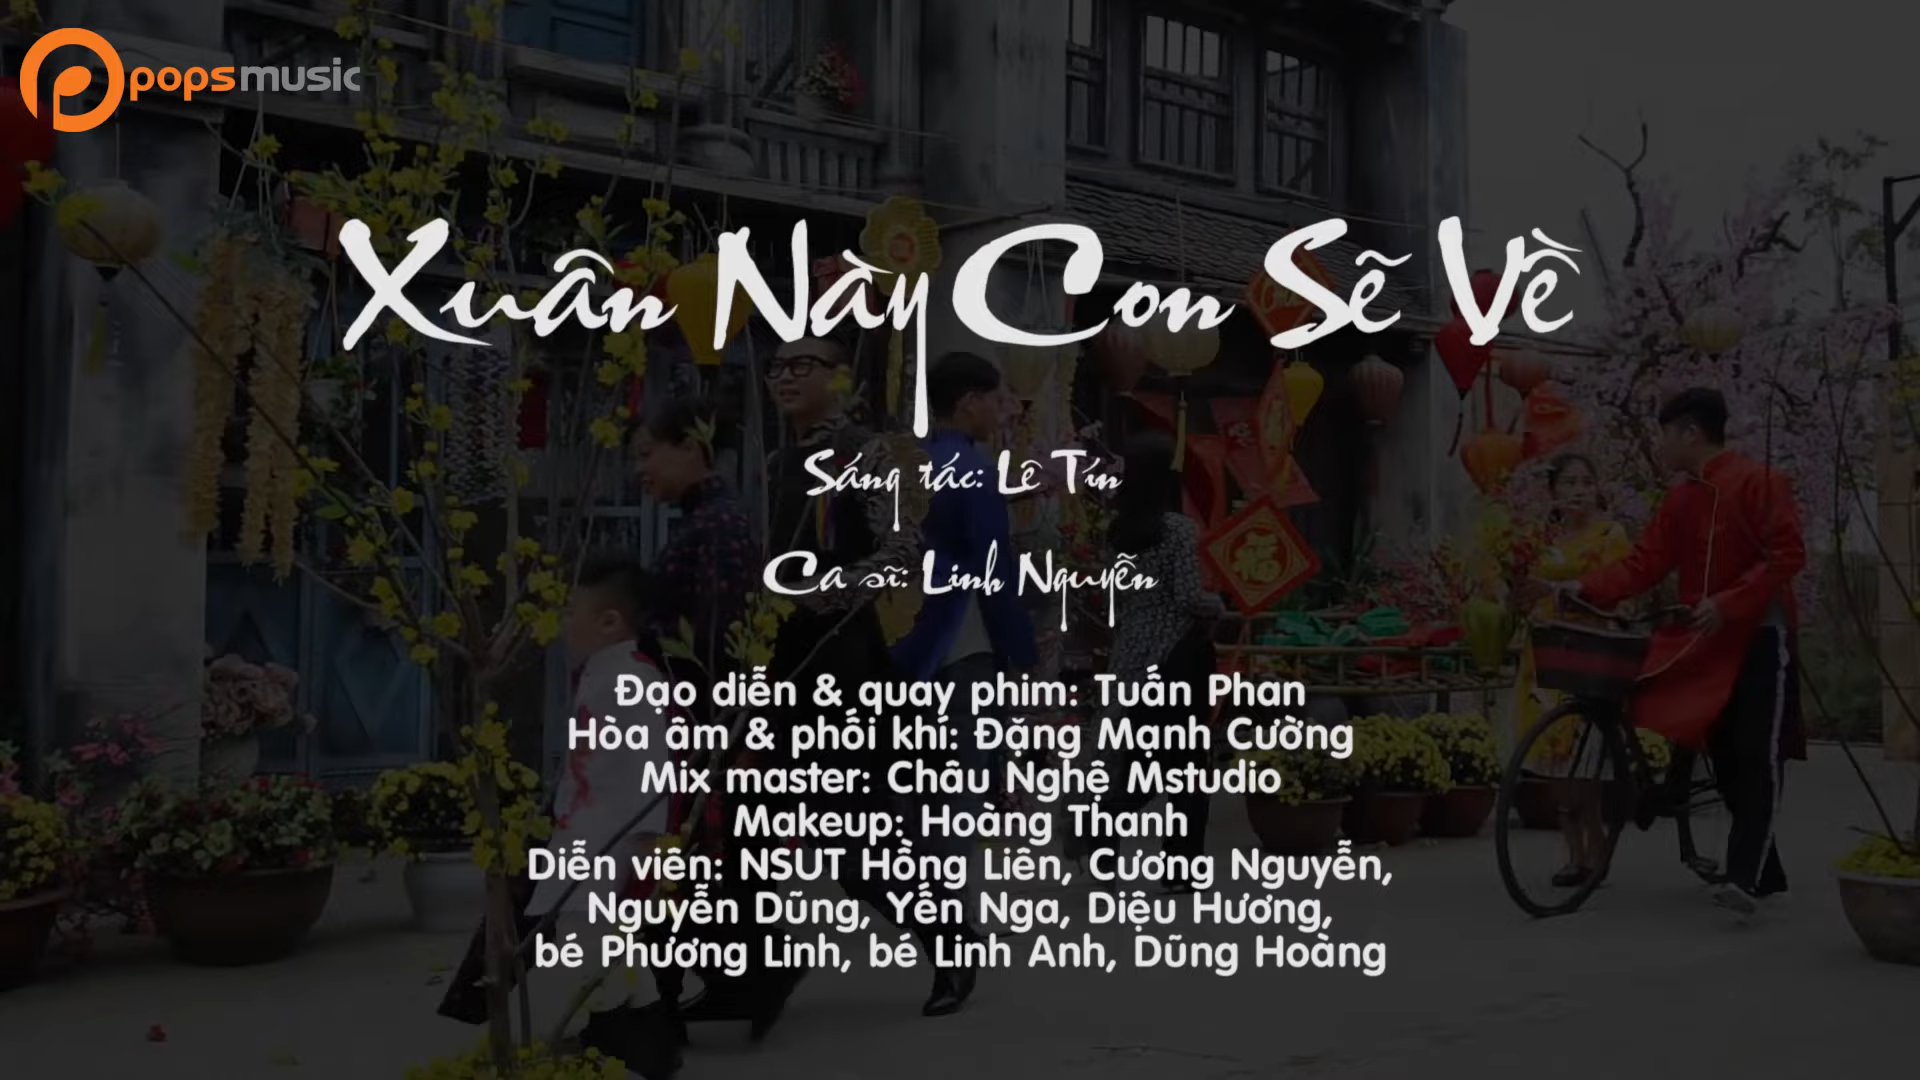 popsmusic
Xuân Này Con Sẽ Về
Sáng tác: Lê Tín
Ca sĩ: Linh Nguyễn
Đạo diễn & quay phim: Tuấn Phan
Hòa âm & phối khí: Đặng Mạnh Cường
Mix master: Châu Nghệ Mstudio
Makeup: Hoàng Thanh
Diễn viên: NSUT Hồng Liên, Cương Nguyễn,
Nguyễn Dũng, Yến Nga, Diệu Hương,
bé Phương Linh, bé Linh Anh, Dũng Hoàng
福